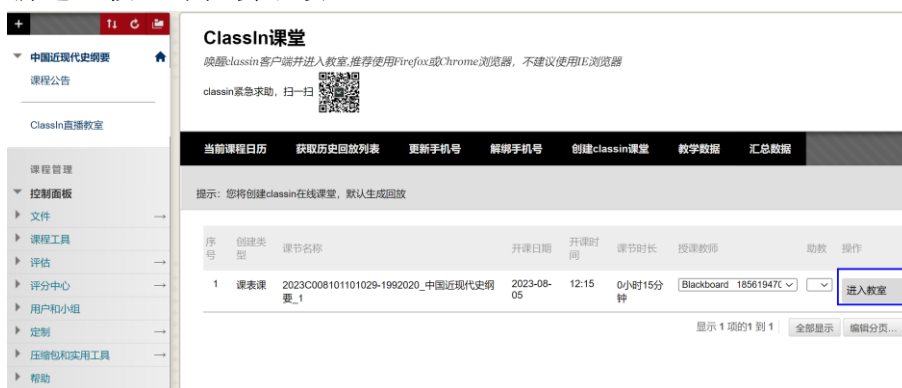 中国近现代史纲要
课程公告
ClassIn直播教室
课程管理
控制面板
文件
课程工具
评估
评分中心
用户和小组
定制
压缩包和实用工具
帮助
ClassIn课堂
唤醒classin客户端并进入教室,推荐使用Firefox或Chrome浏览器，不建议使用IE浏览器
classin紧急求助，扫一扫
当前课程日历 获取历史回放列表 更新手机号 解绑手机号 创建classin课堂 教学数据 汇总数据
提示：您将创建classin在线课堂，默认生成回放
序号 创建类型 课节名称 开课日期 开课时间 课节时长 授课教师 助教 操作
1 课表课 2023C008101101029-1992020_中国近现代史纲要_1 2023-08-05 12:15 0小时15分钟 Blackboard 18561947( 进入教室
显示 1 项的1 到 1 全部显示 编辑分页...